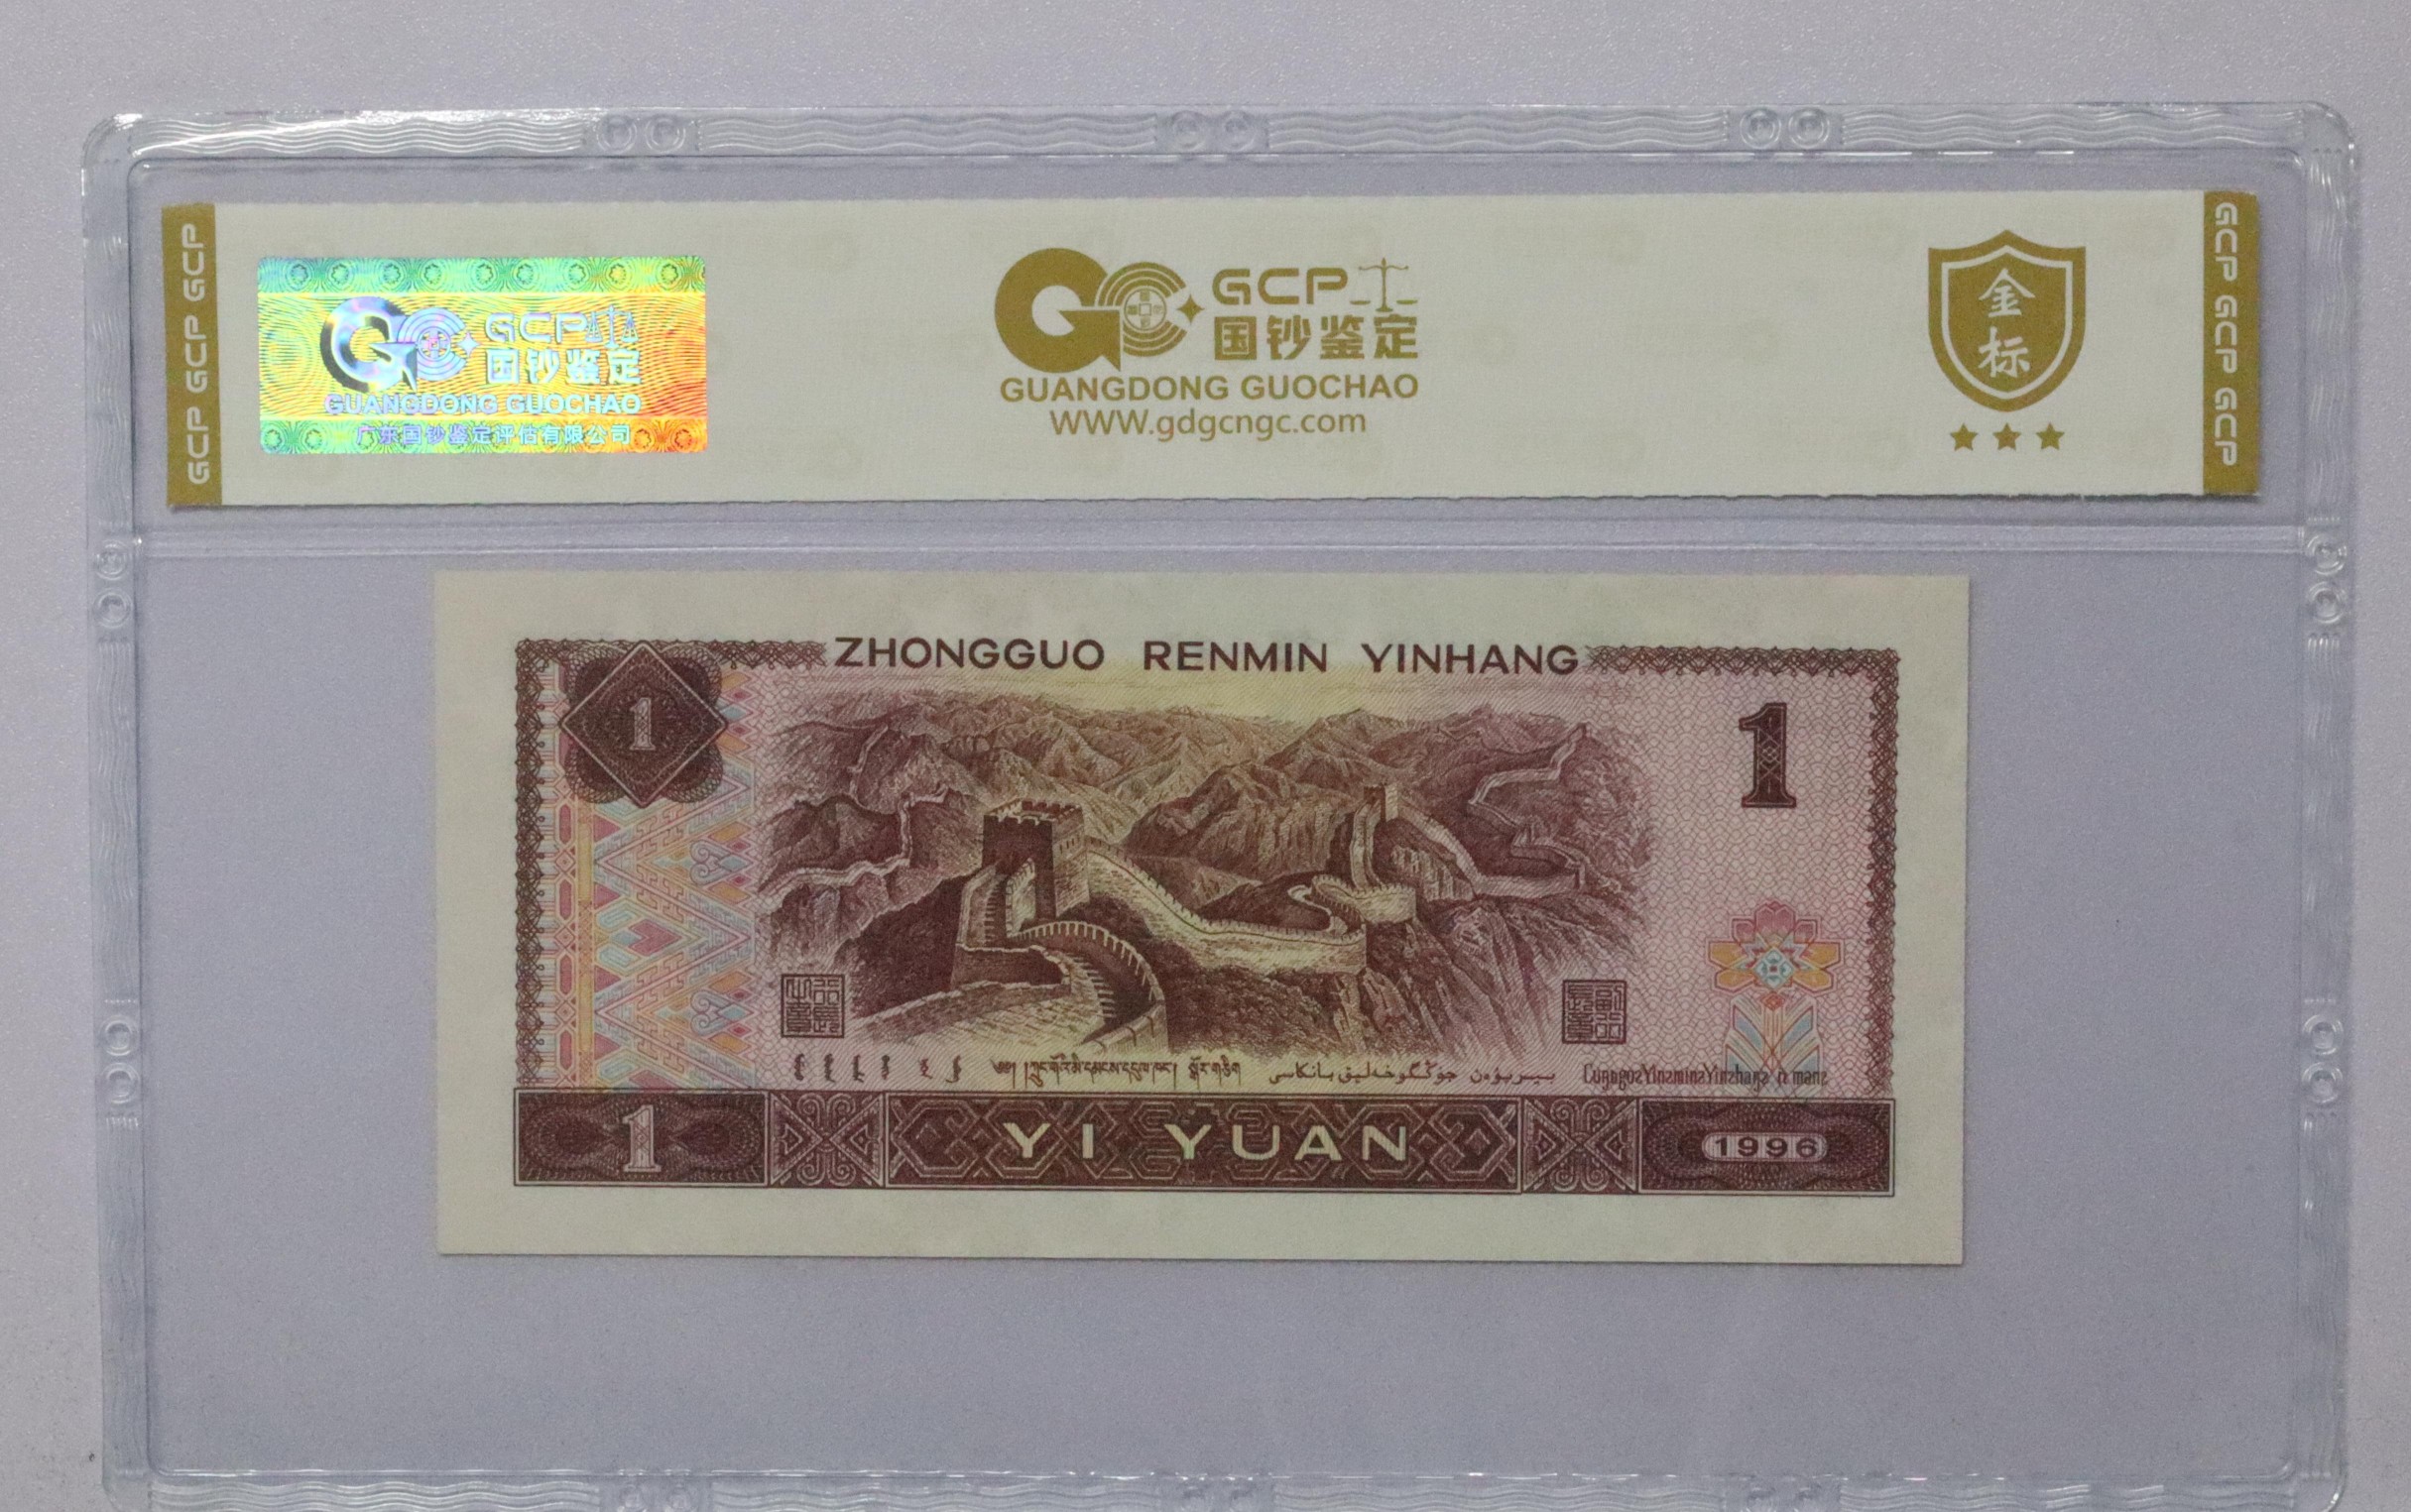 GCP GCP GCP
GCP
国钞鉴定
GUANGDONG GUOCHAO
广东国钞鉴定评估有限公司
GCP
国钞鉴定
GUANGDONG GUOCHAO
WWW.gdgcngc.com
金
标
GCP GCP GCP
ZHONGGUO RENMIN YINHANG
1
1
1
YI YUAN
1996